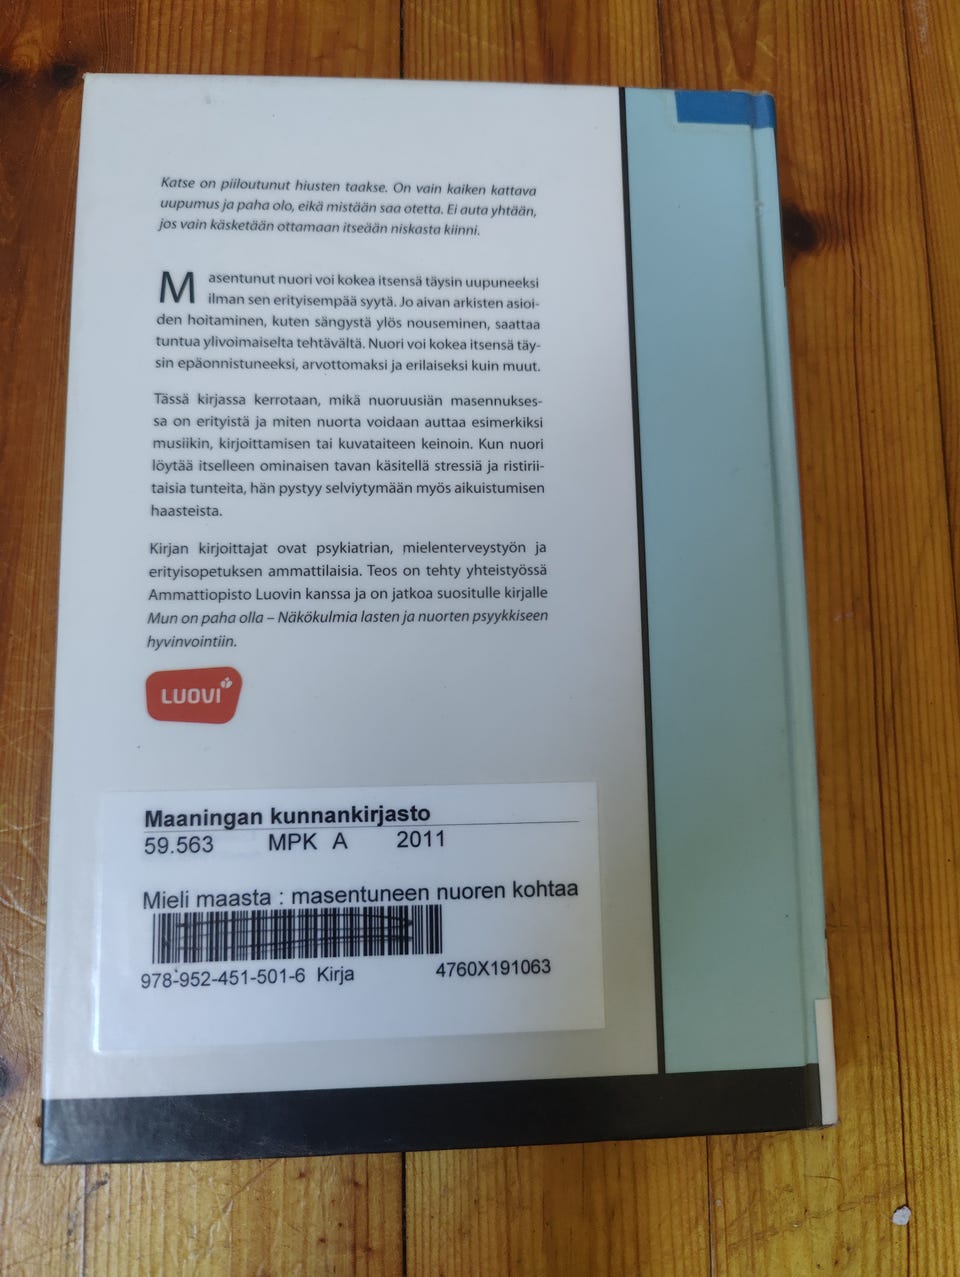 Katse on piiloutunut hiusten taakse. On vain kaiken kattava
uupumus ja paha olo, eikä mistään saa otetta. Ei auta yhtään,
jos vain käsketään ottamaan itseään niskasta kiinni.
Masentunut nuori voi kokea itsensä täysin uupuneeksi
ilman sen erityisempää syytä. Jo aivan arkisten asioi-
den hoitaminen, kuten sängystä ylös nouseminen, saattaa
tuntua ylivoimaiselta tehtävältä. Nuori voi kokea itsensä täy-
sin epäonnistuneeksi, arvottomaksi ja erilaiseksi kuin muut.
Tässä kirjassa kerrotaan, mikä nuoruusiän masennukses-
sa on erityistä ja miten nuorta voidaan auttaa esimerkiksi
musiikin, kirjoittamisen tai kuvataiteen keinoin. Kun nuori
löytää itselleen ominaisen tavan käsitellä stressiä ja ristirii-
taisia tunteita, hän pystyy selviytymään myös aikuistumisen
haasteista.
Kirjan kirjoittajat ovat psykiatrian, mielenterveystyön ja
erityisopetuksen ammattilaisia. Teos on tehty yhteistyössä
Ammattiopisto Luovin kanssa ja on jatkoa suositulle kirjalle
Mun on paha olla – Näkökulmia lasten ja nuorten psyykkiseen
hyvinvointiin.
LUOVI
Maaningan kunnankirjasto
59.563 MPK A 2011
Mieli maasta : masentuneen nuoren kohtaa
978-952-451-501-6 Kirja 4760X191063